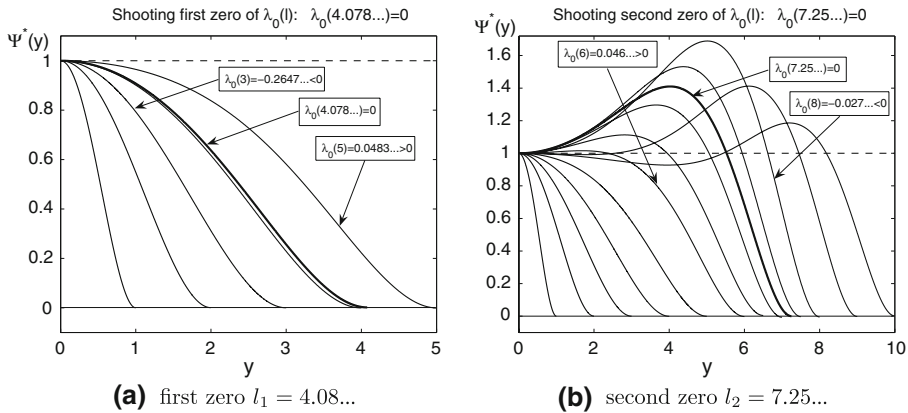 Shooting first zero of λ₀(l): λ₀(4.078...)=0
Ψ*(y)
1
0.8
0.6
0.4
0.2
0
λ₀(3)=−0.2647...<0
λ₀(4.078...)=0
λ₀(5)=0.0483...>0
0 1 2 3 4 5
y
(a) first zero l₁ = 4.08...
Shooting second zero of λ₀(l): λ₀(7.25...)=0
Ψ*(y)
1.6
1.4
1.2
1
0.8
0.6
0.4
0.2
0
λ₀(6)=0.046...>0
λ₀(7.25...)=0
λ₀(8)=−0.027...<0
0 2 4 6 8 10
y
(b) second zero l₂ = 7.25...